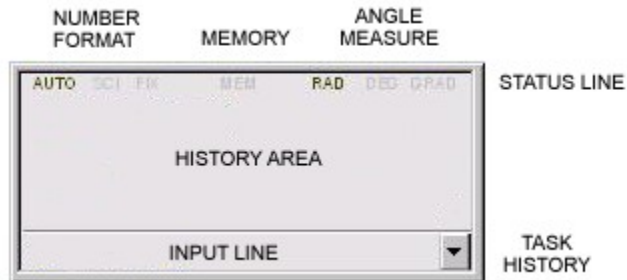 NUMBER FORMAT
MEMORY
ANGLE MEASURE
AUTO SCI FIX MEM RAD DEG GRAD
STATUS LINE
HISTORY AREA
INPUT LINE
TASK HISTORY